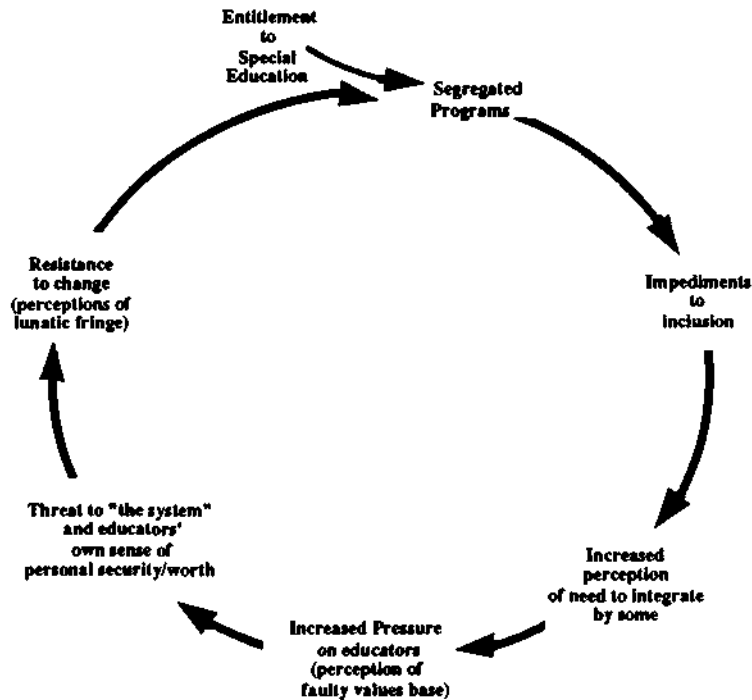 Entitlement
to
Special
Education
Segregated
Programs
Impediments
to
inclusion
Increased
perception
of need to integrate
by some
Increased Pressure
on educators
(perception of
faulty values base)
Threat to "the system"
and educators'
own sense of
personal security/worth
Resistance
to change
(perceptions of
lunatic fringe)